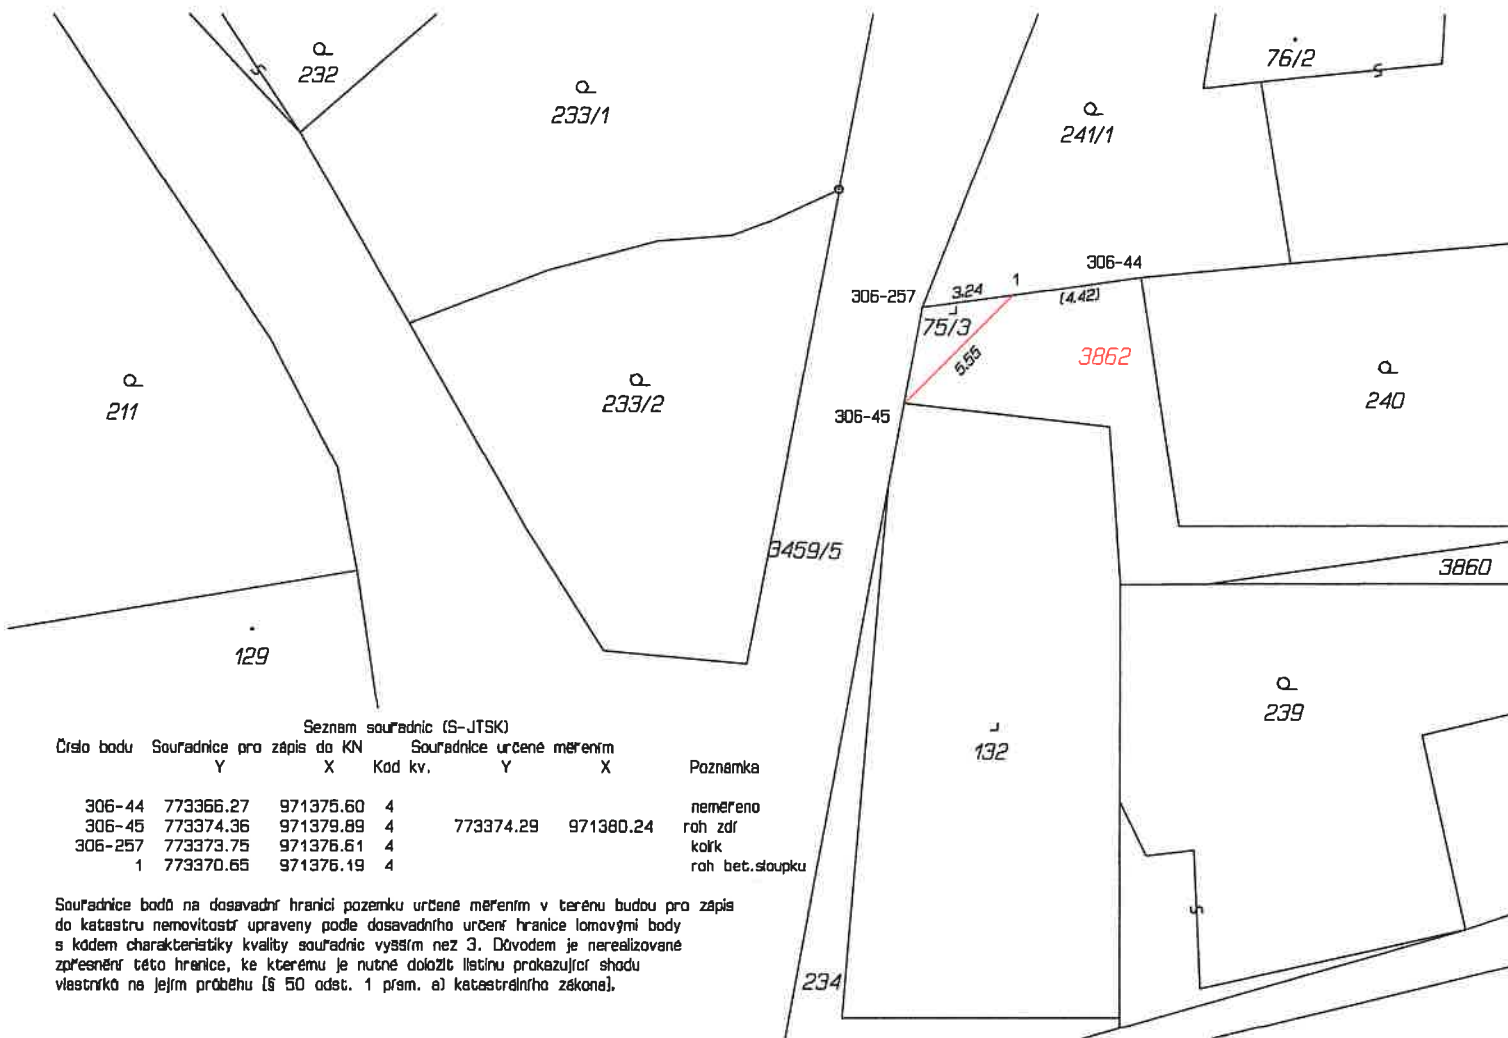 232
76/2
233/1
241/1
306-44
1
306-257
3.24
(4.42)
75/3
5.55
3862
211
233/2
306-45
240
3459/5
3860
129
239
132
234
Seznam souřadnic (S-JTSK)
Číslo bodu Souřadnice pro zápis do KN Souřadnice určené měřením
Y X Kód kv. Y X Poznámka
306-44 773366.27 971375.60 4 neměřeno
306-45 773374.36 971379.89 4 773374.29 971380.24 roh zdí
306-257 773373.75 971376.61 4 kolík
1 773370.65 971376.19 4 roh bet.sloupku
Souřadnice bodů na dosavadní hranici pozemku určené měřením v terénu budou pro zápis
do katastru nemovitostí upraveny podle dosavadního určení hranice lomovými body
s kódem charakteristiky kvality souřadnic vyšším než 3. Důvodem je nerealizované
zpřesnění této hranice, ke kterému je nutné doložit listinu prokazující shodu
vlastníků na jejím průběhu [§ 50 odst. 1 písm. a) katastrálního zákona].